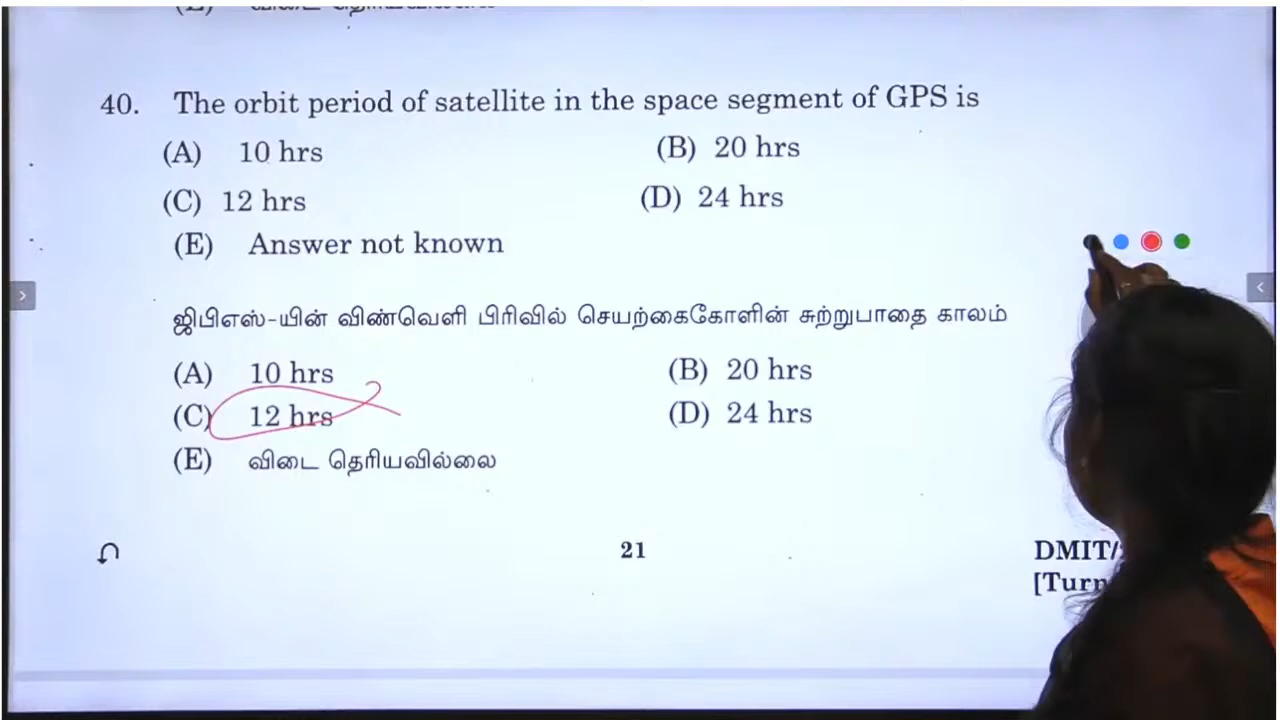 40. The orbit period of satellite in the space segment of GPS is
(A) 10 hrs (B) 20 hrs
(C) 12 hrs (D) 24 hrs
(E) Answer not known
ஜிபிஎஸ்-யின் விண்வெளி பிரிவில் செயற்கைகோளின் சுற்றுபாதை காலம்
(A) 10 hrs (B) 20 hrs
(C) 12 hrs (D) 24 hrs
(E) விடை தெரியவில்லை
21 DMIT/
[Turn